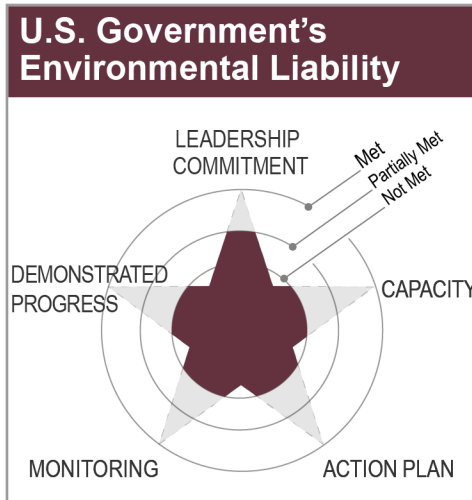 U.S. Government’s
Environmental Liability
LEADERSHIP
COMMITMENT
Met
Partially Met
Not Met
DEMONSTRATED
PROGRESS
CAPACITY
MONITORING
ACTION PLAN